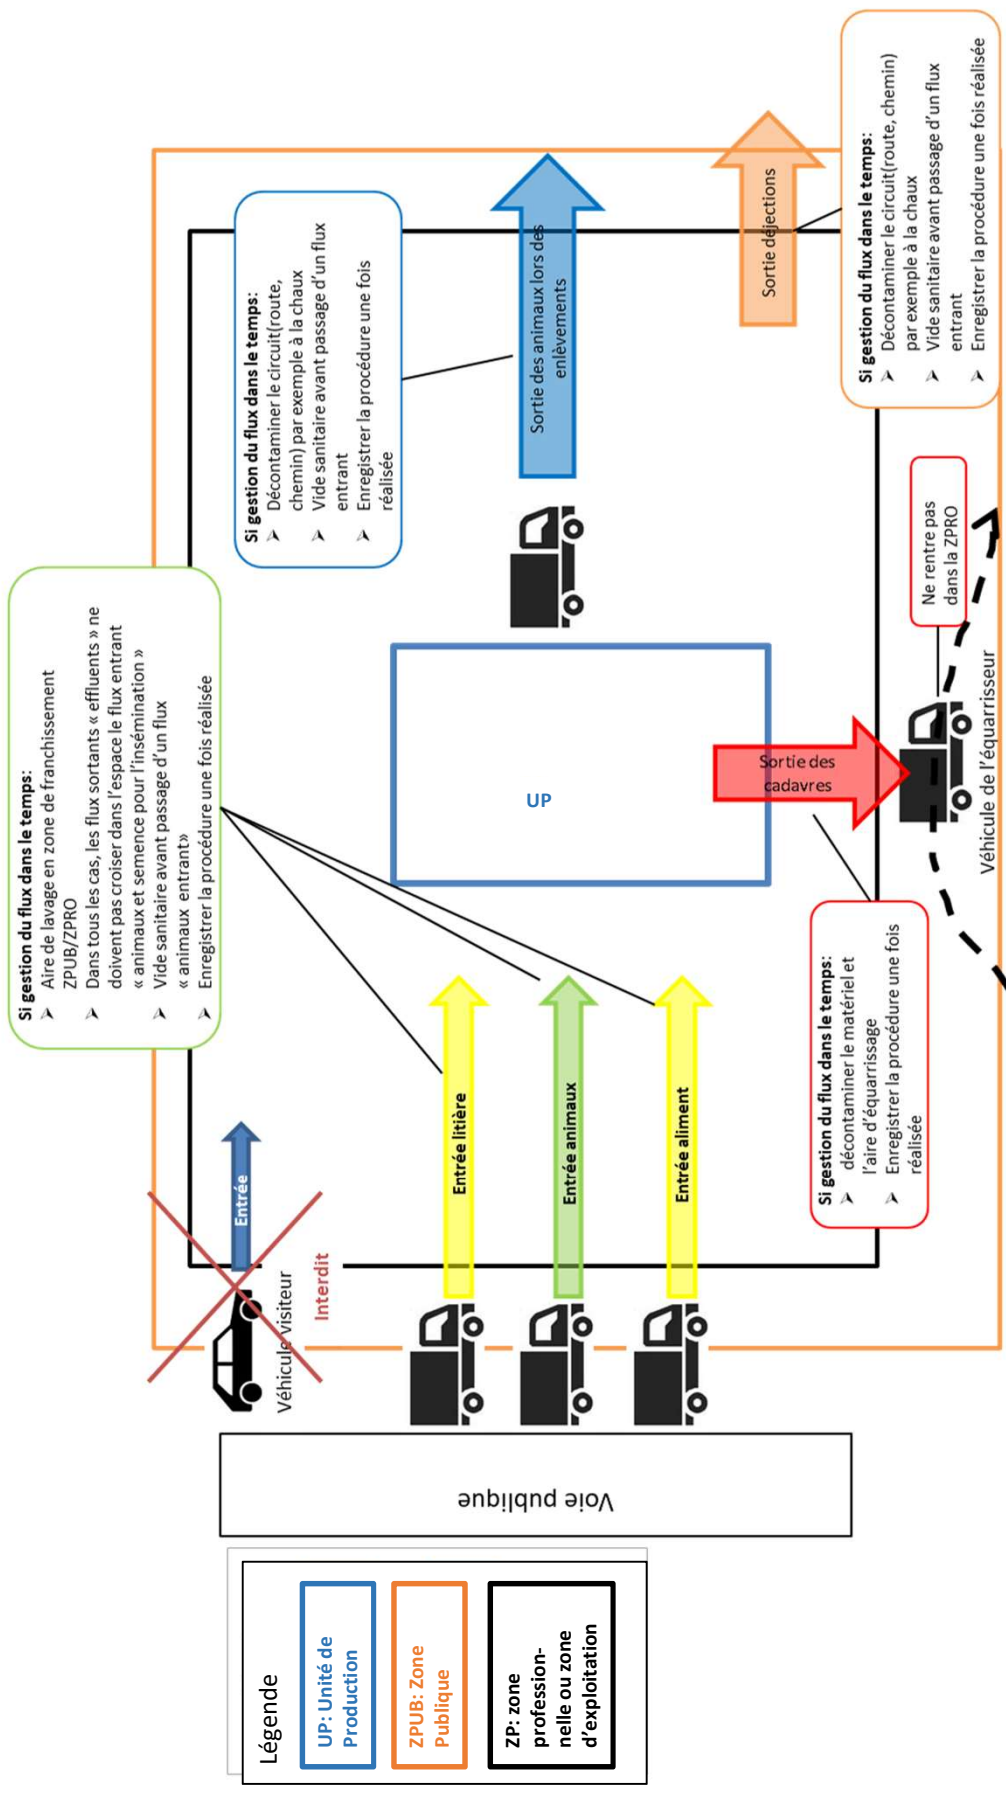 Si gestion du flux dans le temps:
➢ Aire de lavage en zone de franchissement
ZPUB/ZPRO
➢ Dans tous les cas, les flux sortants « effluents » ne
doivent pas croiser dans l'espace le flux entrant
« animaux et semence pour l'insémination »
➢ Vide sanitaire avant passage d'un flux
« animaux entrant»
➢ Enregistrer la procédure une fois réalisée
Si gestion du flux dans le temps:
➢ Décontaminer le circuit(route,
chemin) par exemple à la chaux
➢ Vide sanitaire avant passage d'un flux
entrant
➢ Enregistrer la procédure une fois
réalisée
Entrée
Véhicule visiteur
Interdit
Entrée litière
Entrée animaux
Entrée aliment
Voie publique
UP
Sortie des animaux lors des
enlèvements
Sortie déjections
Sortie des
cadavres
Si gestion du flux dans le temps:
➢ décontaminer le matériel et
l'aire d'équarrissage
➢ Enregistrer la procédure une fois
réalisée
Ne rentre pas
dans la ZPRO
Véhicule de l'équarrisseur
Si gestion du flux dans le temps:
➢ Décontaminer le circuit(route, chemin)
par exemple à la chaux
➢ Vide sanitaire avant passage d'un flux
entrant
➢ Enregistrer la procédure une fois réalisée
Légende
UP: Unité de
Production
ZPUB: Zone
Publique
ZP: zone
profession-
nelle ou zone
d'exploitation